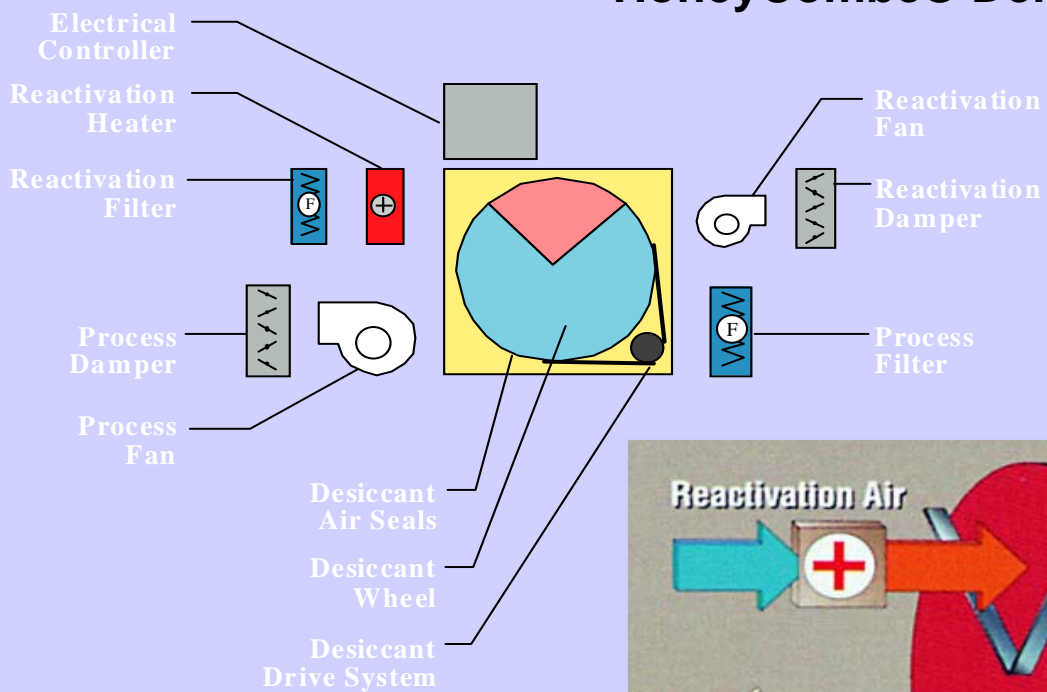 Electrical
Controller
Reactivation
Heater
Reactivation
Filter
Process
Damper
Process
Fan
Desiccant
Air Seals
Desiccant
Wheel
Desiccant
Drive System
F
F
Reactivation
Fan
Reactivation
Damper
Process
Filter
Reactivation Air